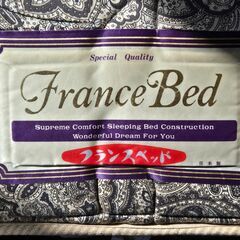 Special Quality
France Bed
Supreme Comfort Sleeping Bed Construction
Wonderful Dream For You
フランスベッド
日本製